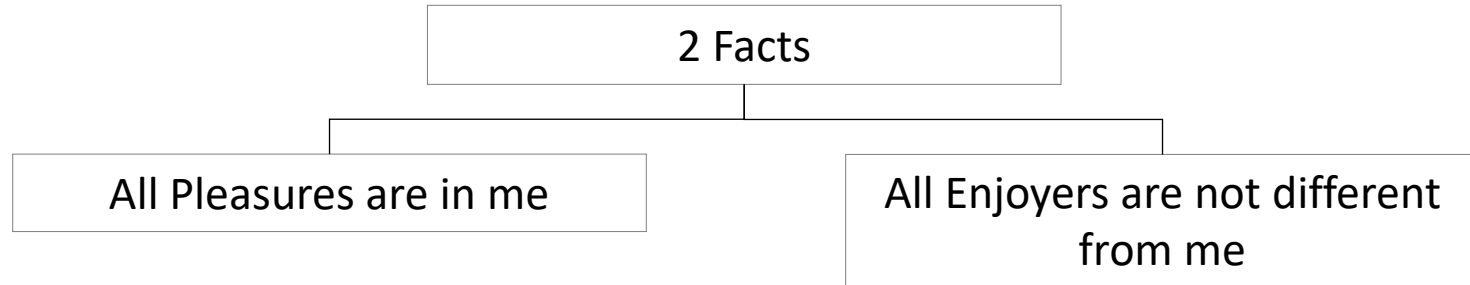 2 Facts
All Pleasures are in me
All Enjoyers are not different
from me